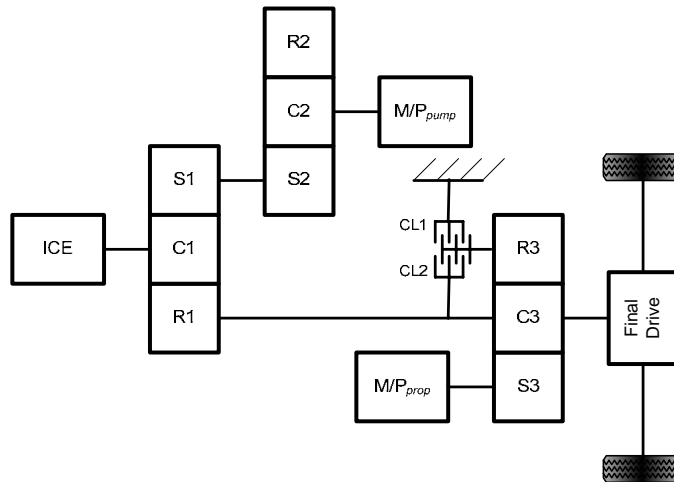 R2
C2
M/Ppump
S1
S2
CL1
ICE
C1
R3
CL2
R1
C3
Final
Drive
M/Pprop
S3